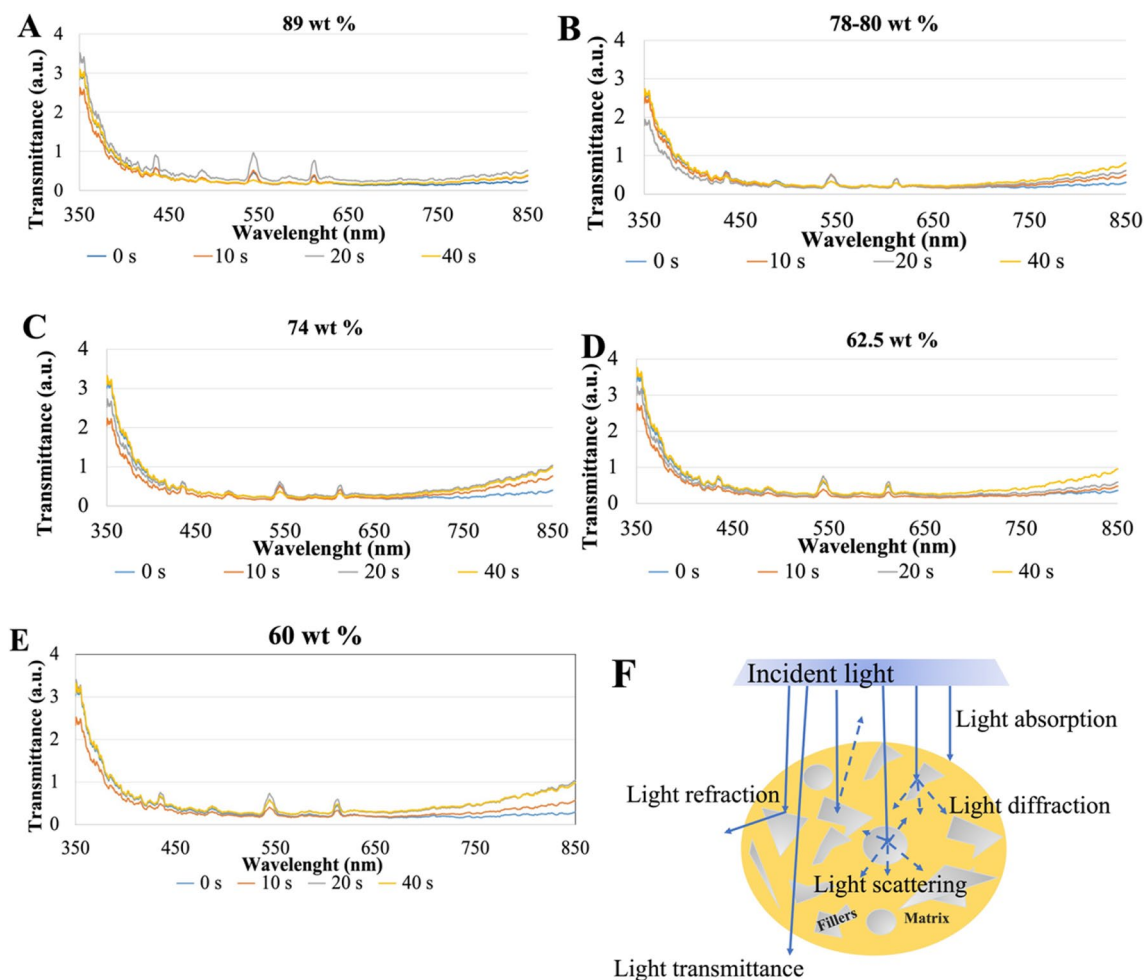 A
89 wt %
Transmittance (a.u.)
4
3
2
1
0
350
450
550
650
750
850
Wavelenght (nm)
0 s
10 s
20 s
40 s
B
78-80 wt %
Transmittance (a.u.)
4
3
2
1
0
350
450
550
650
750
850
Wavelenght (nm)
0 s
10 s
20 s
40 s
C
74 wt %
Transmittance (a.u.)
4
3
2
1
0
350
450
550
650
750
850
Wavelenght (nm)
0 s
10 s
20 s
40 s
D
62.5 wt %
Transmittance (a.u.)
4
3
2
1
0
350
450
550
650
750
850
Wavelenght (nm)
0 s
10 s
20 s
40 s
E
60 wt %
Transmittance (a.u.)
4
3
2
1
0
350
450
550
650
750
850
Wavelenght (nm)
0 s
10 s
20 s
40 s
F
Incident light
Light absorption
Light refraction
Light diffraction
Light scattering
Fillers
Matrix
Light transmittance